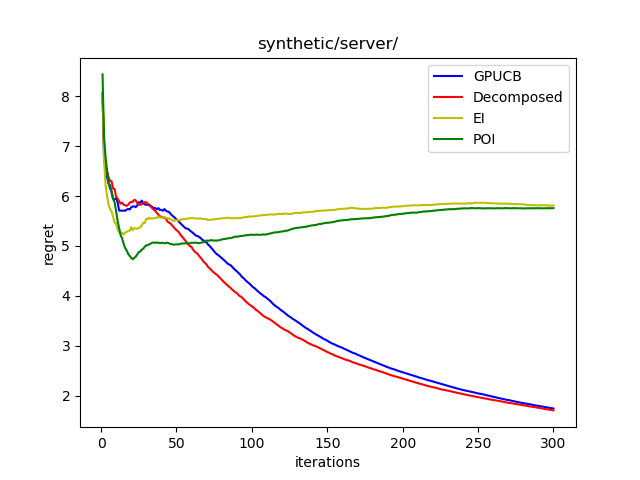 synthetic/server/
GPUCB
Decomposed
EI
POI
regret
8
7
6
5
4
3
2
0
50
100
150
200
250
300
iterations